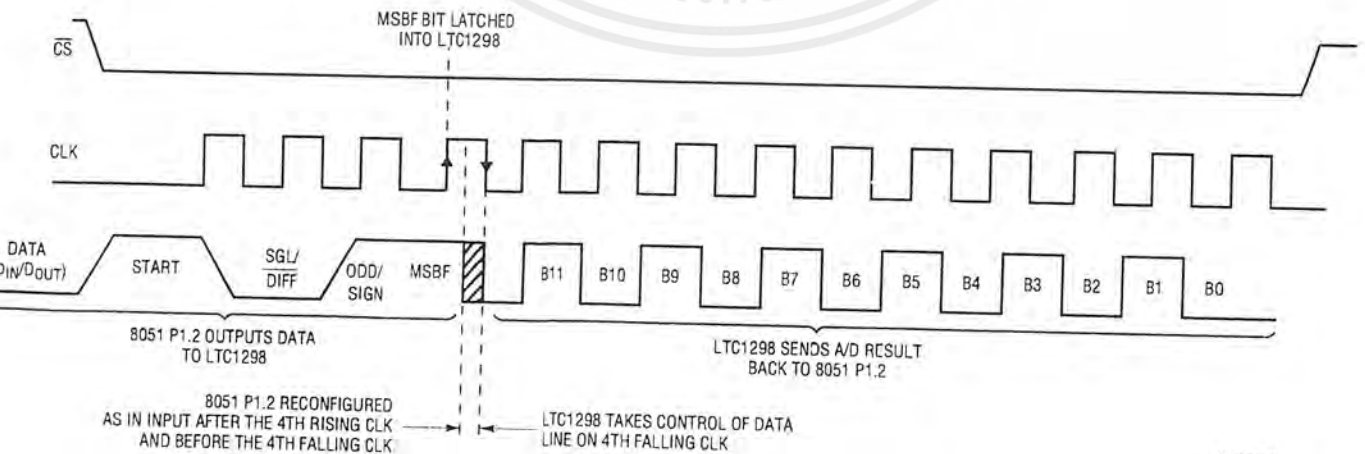 MSBF BIT LATCHED
INTO LTC1298
CS
CLK
DATA
DIN/DOUT)
START
SGL/
DIFF
ODD/
SIGN
MSBF
B11 B10 B9 B8 B7 B6 B5 B4 B3 B2 B1 B0
8051 P1.2 OUTPUTS DATA
TO LTC1298
LTC1298 SENDS A/D RESULT
BACK TO 8051 P1.2
8051 P1.2 RECONFIGURED
AS IN INPUT AFTER THE 4TH RISING CLK
AND BEFORE THE 4TH FALLING CLK
LTC1298 TAKES CONTROL OF DATA
LINE ON 4TH FALLING CLK